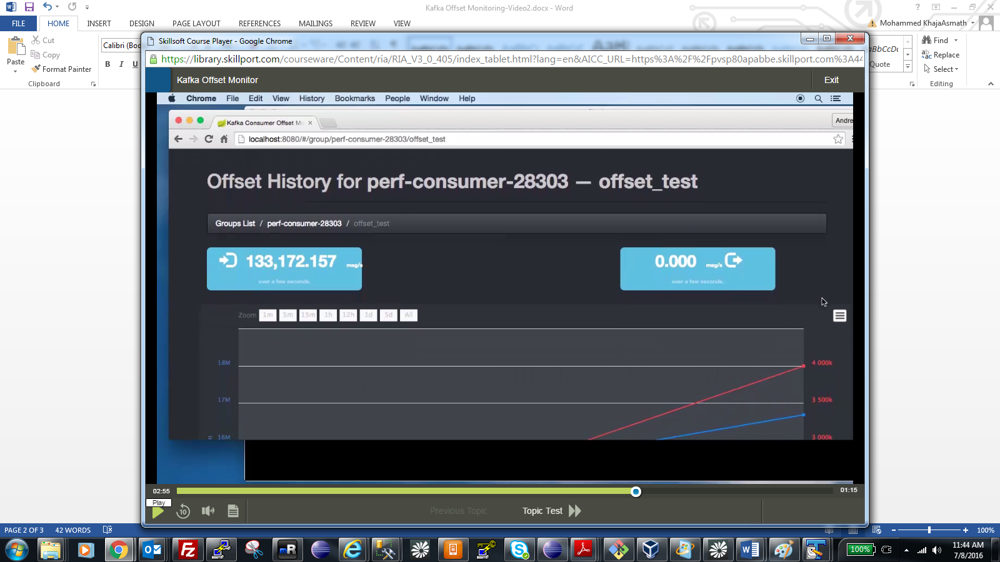 Kafka Offset Monitoring-Video2.docx - Word
FILE HOME INSERT DESIGN PAGE LAYOUT REFERENCES MAILINGS REVIEW VIEW
Mohammed KhajaAsmath
Paste
Cut
Copy
Format Painter
Clipboard
B I U
Find
Replace
Select
Editing
Quote
Skillsoft Course Player - Google Chrome
https://library.skillport.com/courseware/Content/ria/RIA_V3_0_405/index_tablet.html?lang=en&AICC_URL=https%3A%2F%2Fpvsp80apabbe.skillport.com%3A44
Kafka Offset Monitor
Exit
Chrome File Edit View History Bookmarks People Window Help
Kafka Consumer Offset Mo
Andre
localhost:8080/#/group/perf-consumer-28303/offset_test
Offset History for perf-consumer-28303 — offset_test
Groups List / perf-consumer-28303 / offset_test
133,172.157 msg/s
over a few seconds.
0.000 msg/s
over a few seconds.
Zoom 1m 5m 15m 1h 12h 1d 5d All
18M
4 000k
17M
3 500k
16M
3 000k
02:55
01:15
Play
10
Previous Topic
Topic Test
PAGE 2 OF 3 42 WORDS
100%
100%
11:44 AM
7/8/2016